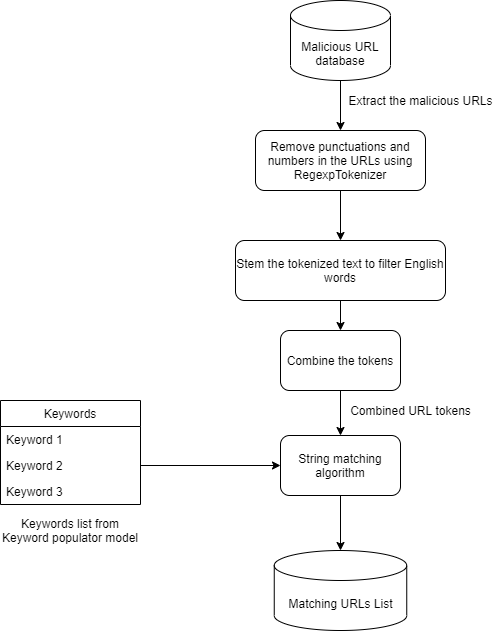 Malicious URL
database
Extract the malicious URLs
Remove punctuations and
numbers in the URLs using
RegexpTokenizer
Stem the tokenized text to filter English
words
Combine the tokens
Combined URL tokens
Keywords
Keyword 1
Keyword 2
Keyword 3
Keywords list from
Keyword populator model
String matching
algorithm
Matching URLs List